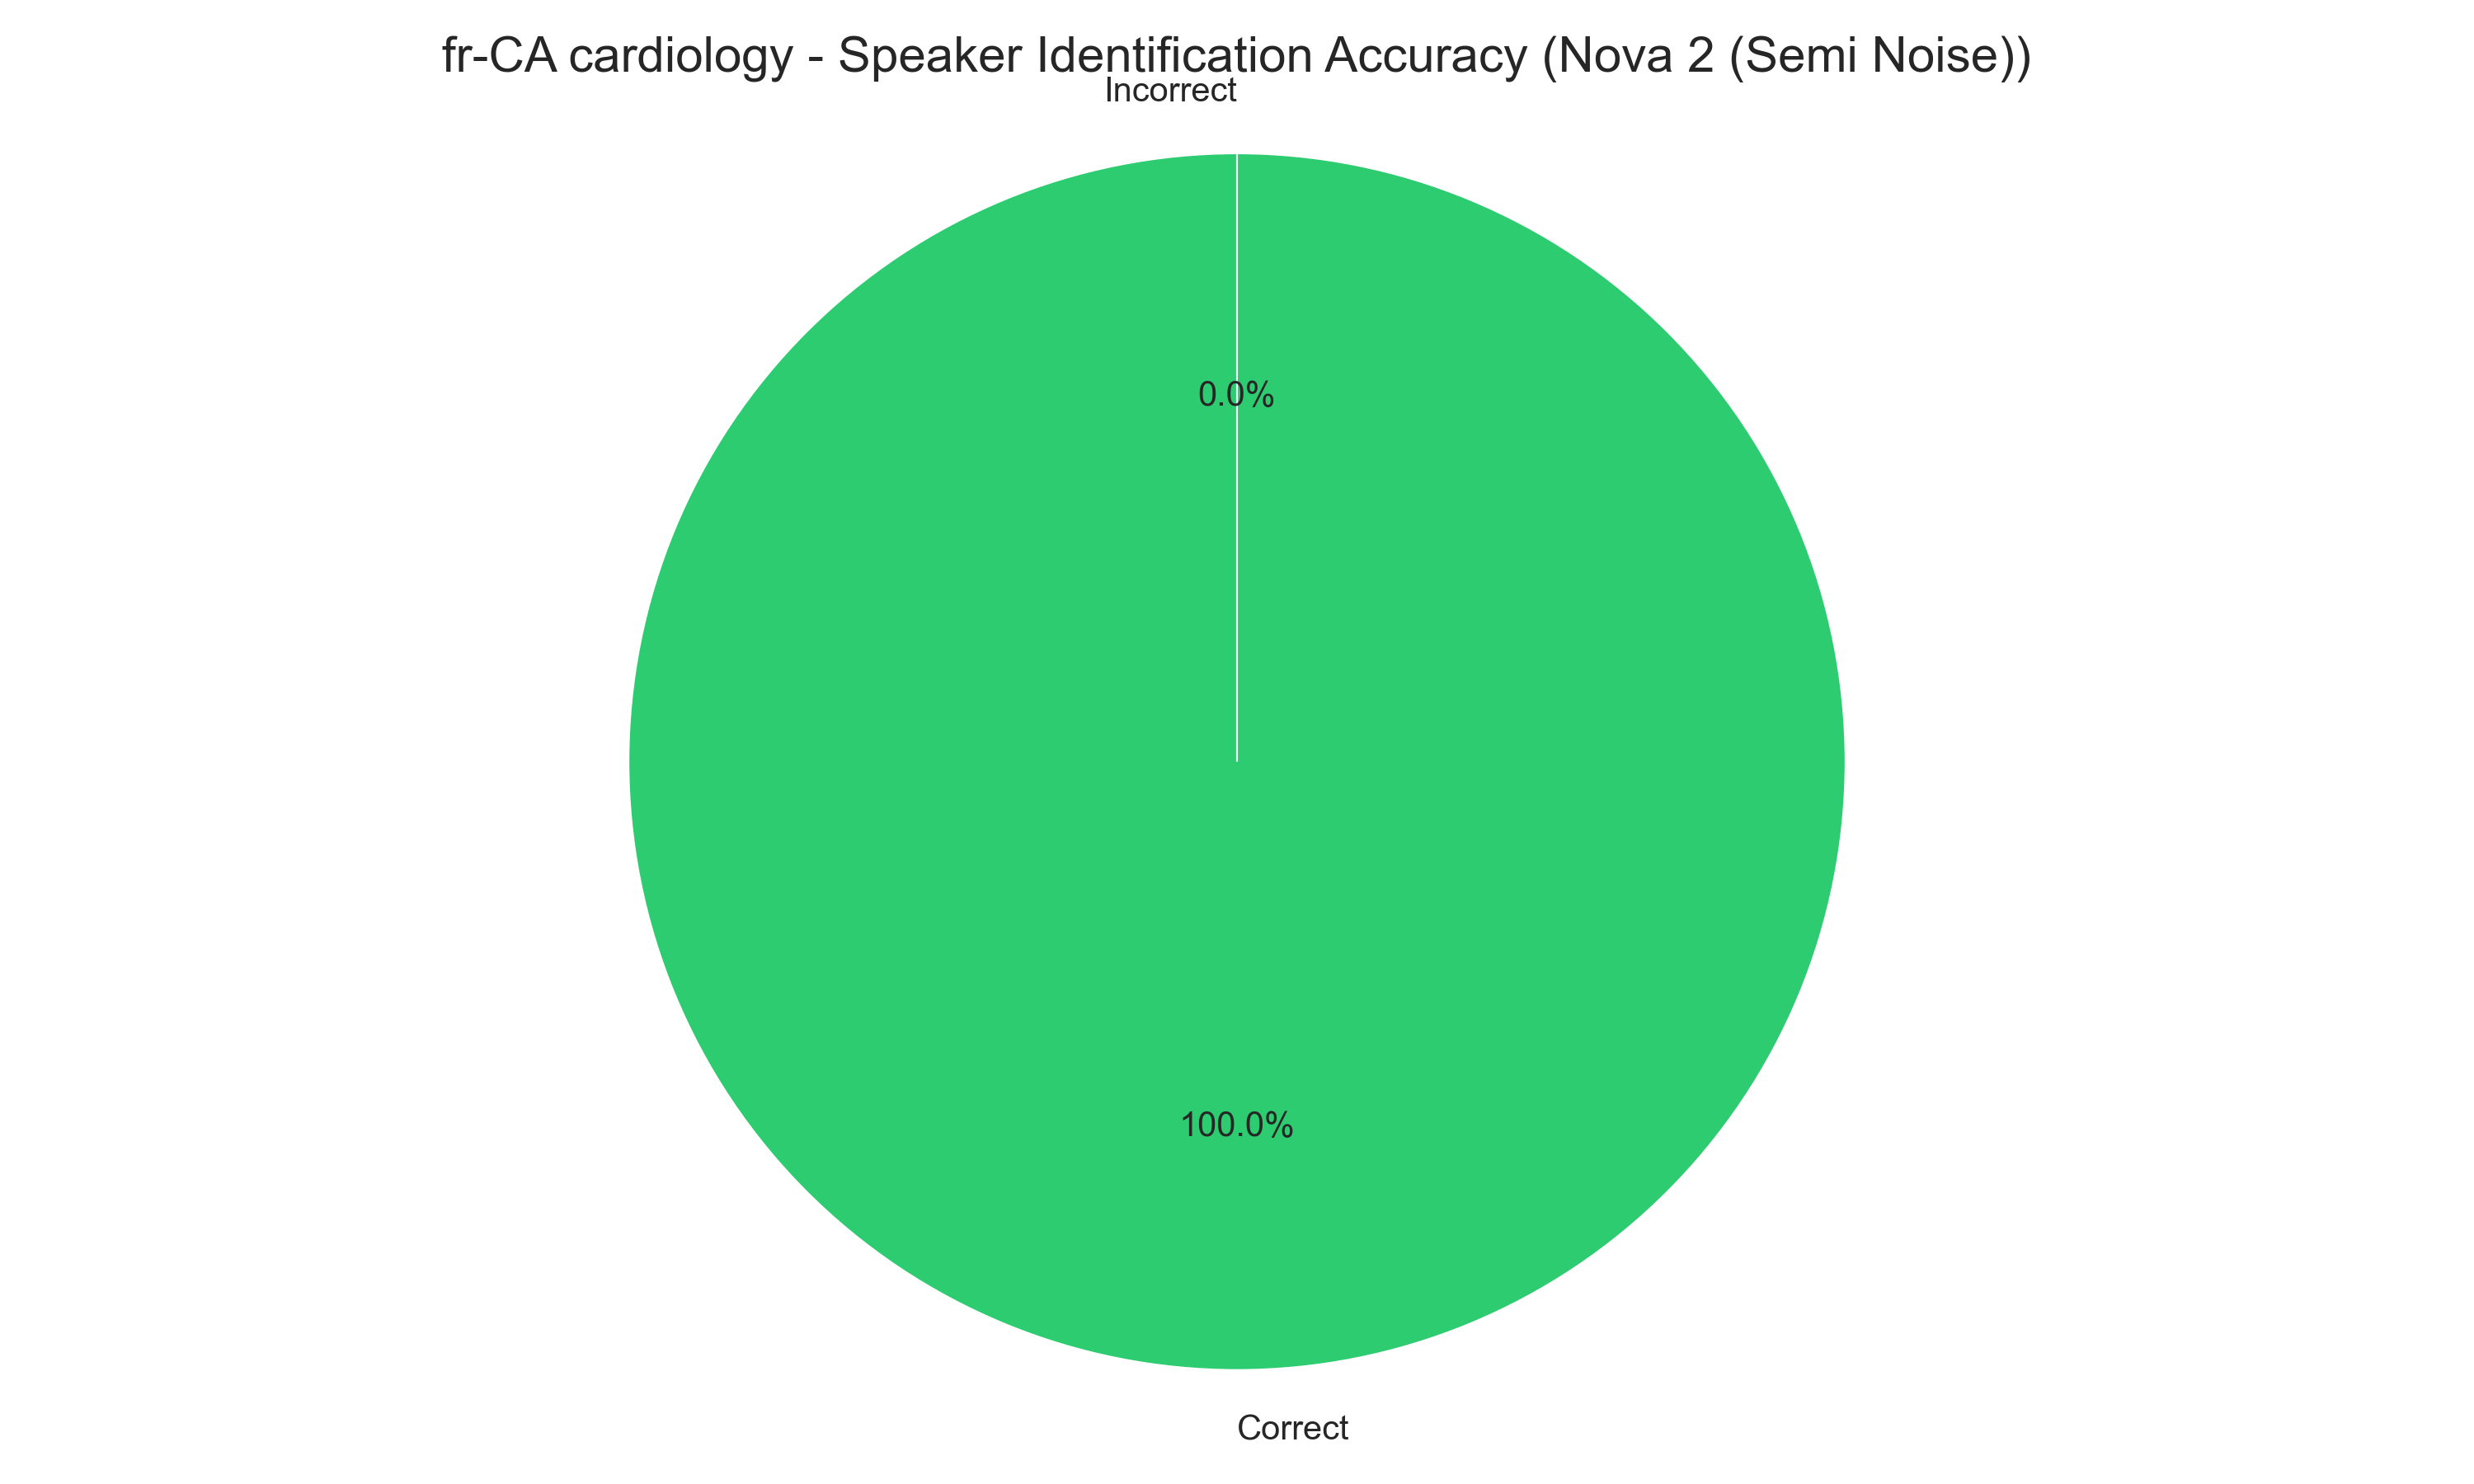 fr-CA cardiology - Speaker Identification Accuracy (Nova 2 (Semi Noise))
Incorrect
0.0%
100.0%
Correct